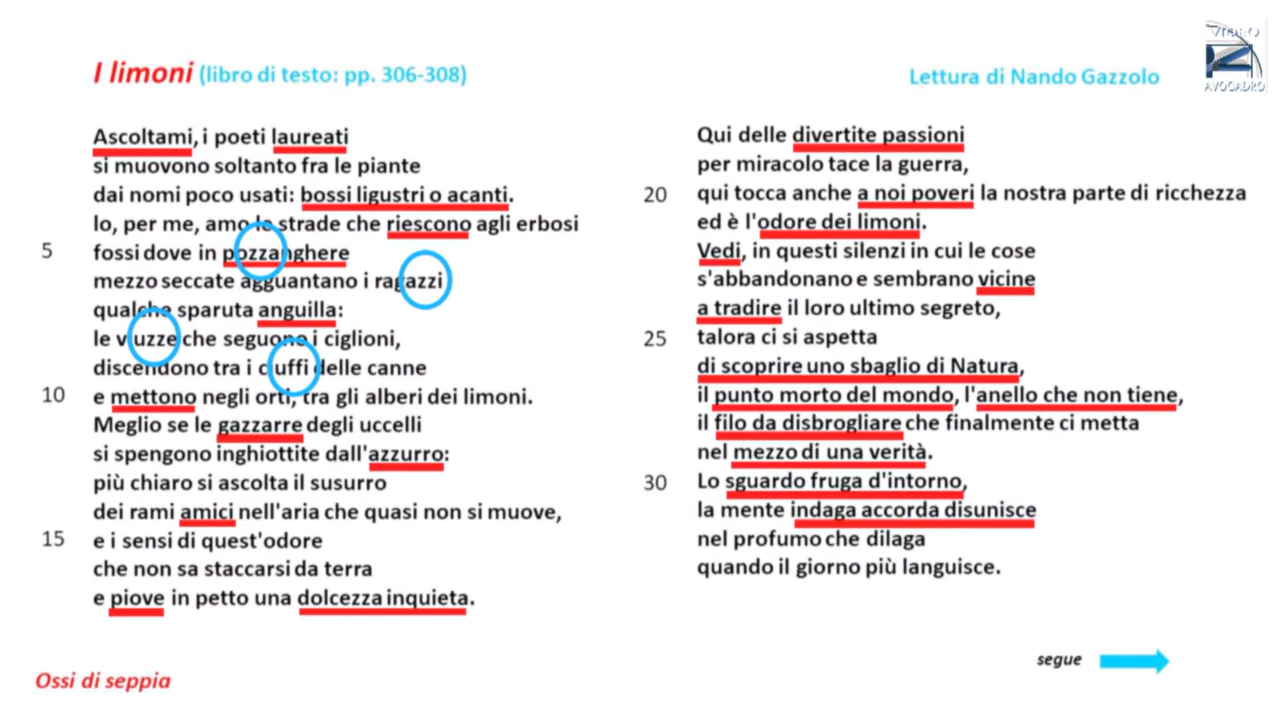 I limoni (libro di testo: pp. 306-308)
Lettura di Nando Gazzolo
VIDEO
AVOGADRO
Ascoltami, i poeti laureati
si muovono soltanto fra le piante
dai nomi poco usati: bossi ligustri o acanti.
Io, per me, amo le strade che riescono agli erbosi
5 fossi dove in pozzanghere
mezzo seccate agguantano i ragazzi
qualche sparuta anguilla:
le viuzze che seguono i ciglioni,
discendono tra i ciuffi delle canne
10 e mettono negli orti, tra gli alberi dei limoni.
Meglio se le gazzarre degli uccelli
si spengono inghiottite dall'azzurro:
più chiaro si ascolta il susurro
dei rami amici nell'aria che quasi non si muove,
15 e i sensi di quest'odore
che non sa staccarsi da terra
e piove in petto una dolcezza inquieta.
Qui delle divertite passioni
per miracolo tace la guerra,
20 qui tocca anche a noi poveri la nostra parte di ricchezza
ed è l'odore dei limoni.
Vedi, in questi silenzi in cui le cose
s'abbandonano e sembrano vicine
a tradire il loro ultimo segreto,
25 talora ci si aspetta
di scoprire uno sbaglio di Natura,
il punto morto del mondo, l'anello che non tiene,
il filo da disbrogliare che finalmente ci metta
nel mezzo di una verità.
30 Lo sguardo fruga d'intorno,
la mente indaga accorda disunisce
nel profumo che dilaga
quando il giorno più languisce.
segue
Ossi di seppia